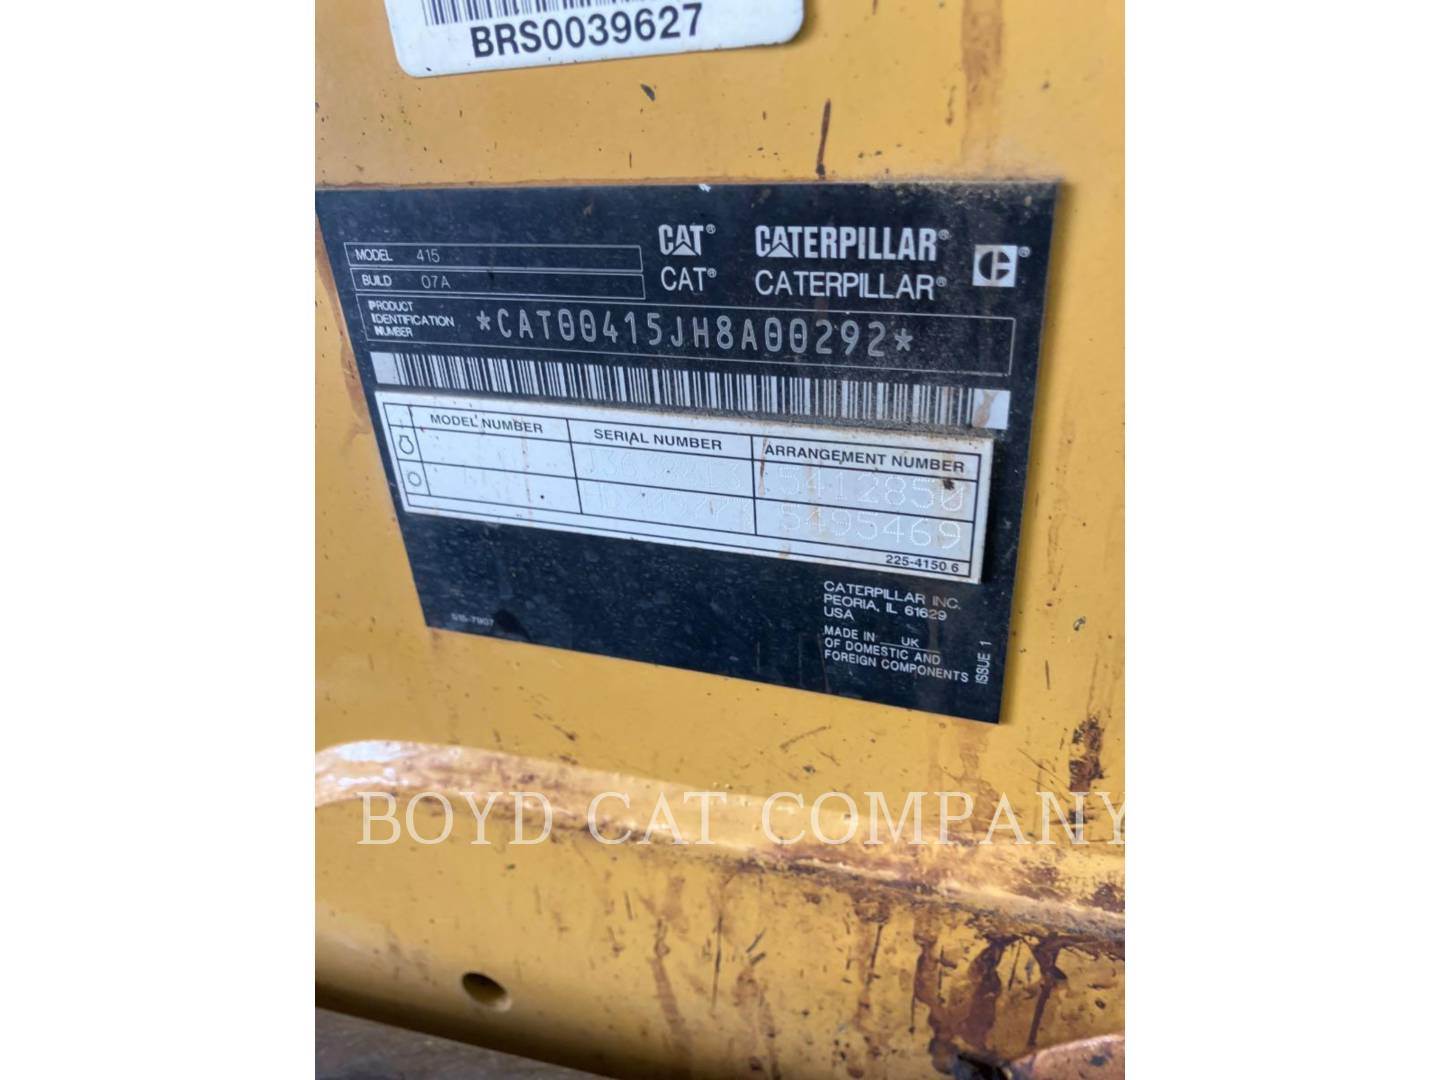 BRS0039627
MODEL 415
BUILD 07A
CAT® CATERPILLAR®
CAT® CATERPILLAR®
PRODUCT IDENTIFICATION NUMBER *CAT00415JH8A00292*
MODEL NUMBER SERIAL NUMBER ARRANGEMENT NUMBER
5412850
5495469
225-4150 6
CATERPILLAR INC.
PEORIA, IL 61629
USA
MADE IN UK
OF DOMESTIC AND
FOREIGN COMPONENTS
ISSUE 1
BOYD CAT COMPANY